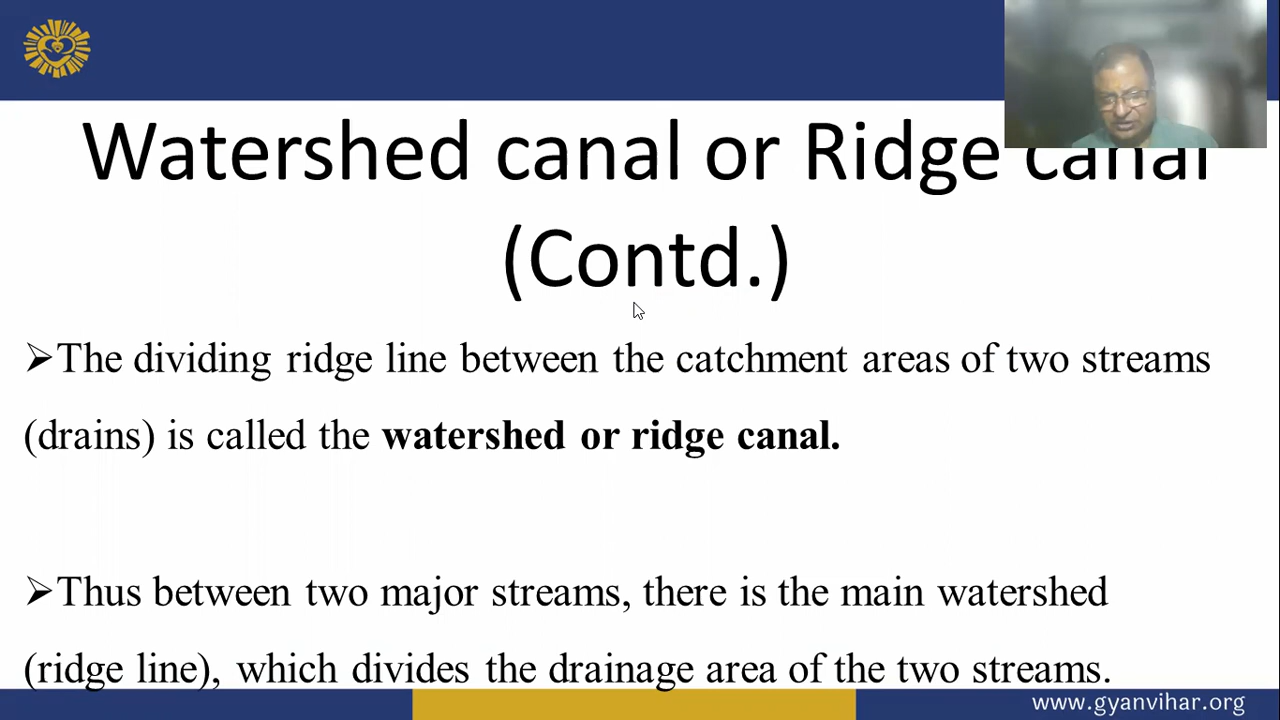 Watershed canal or Ridge canal
(Contd.)
➢The dividing ridge line between the catchment areas of two streams
(drains) is called the watershed or ridge canal.
➢Thus between two major streams, there is the main watershed
(ridge line), which divides the drainage area of the two streams.
www.gyanvihar.org